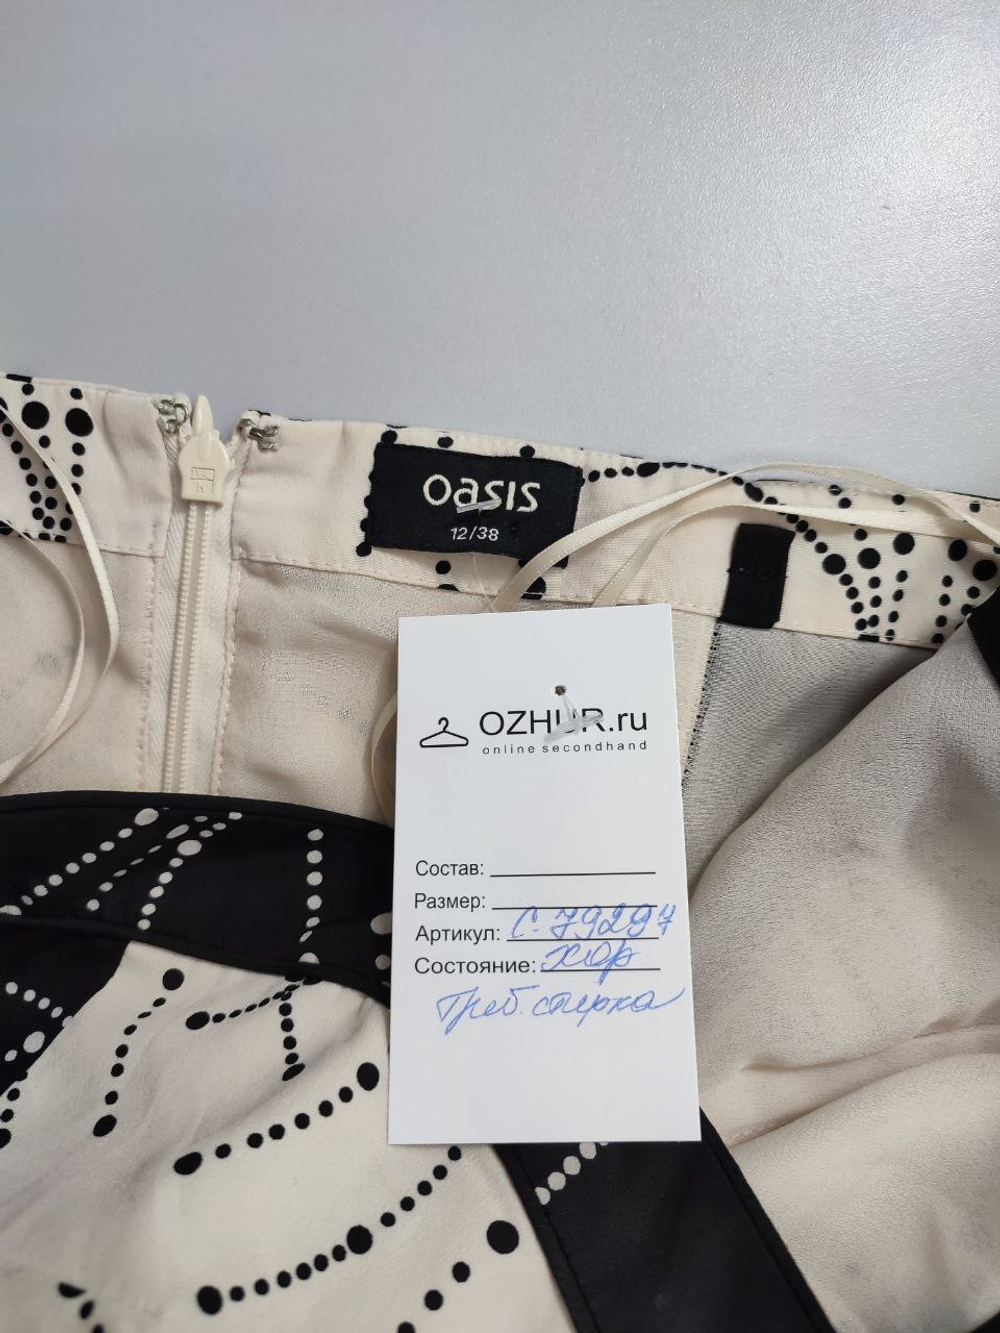 oasis
12/38
OZHUR.ru
online secondhand
Состав:
Размер:
Артикул: С-79297
Состояние: хор
Треб. стирка